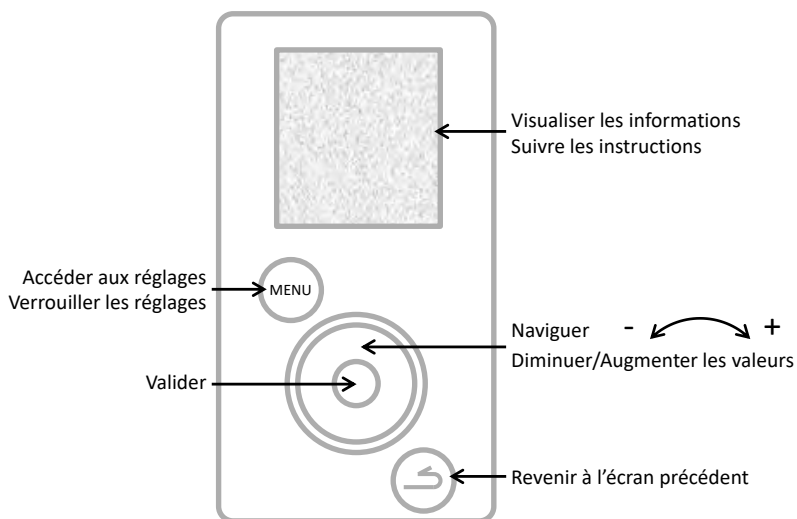 Visualiser les informations
Suivre les instructions
Accéder aux réglages
Verrouiller les réglages
MENU
Naviguer - +
Diminuer/Augmenter les valeurs
Valider
Revenir à l'écran précédent